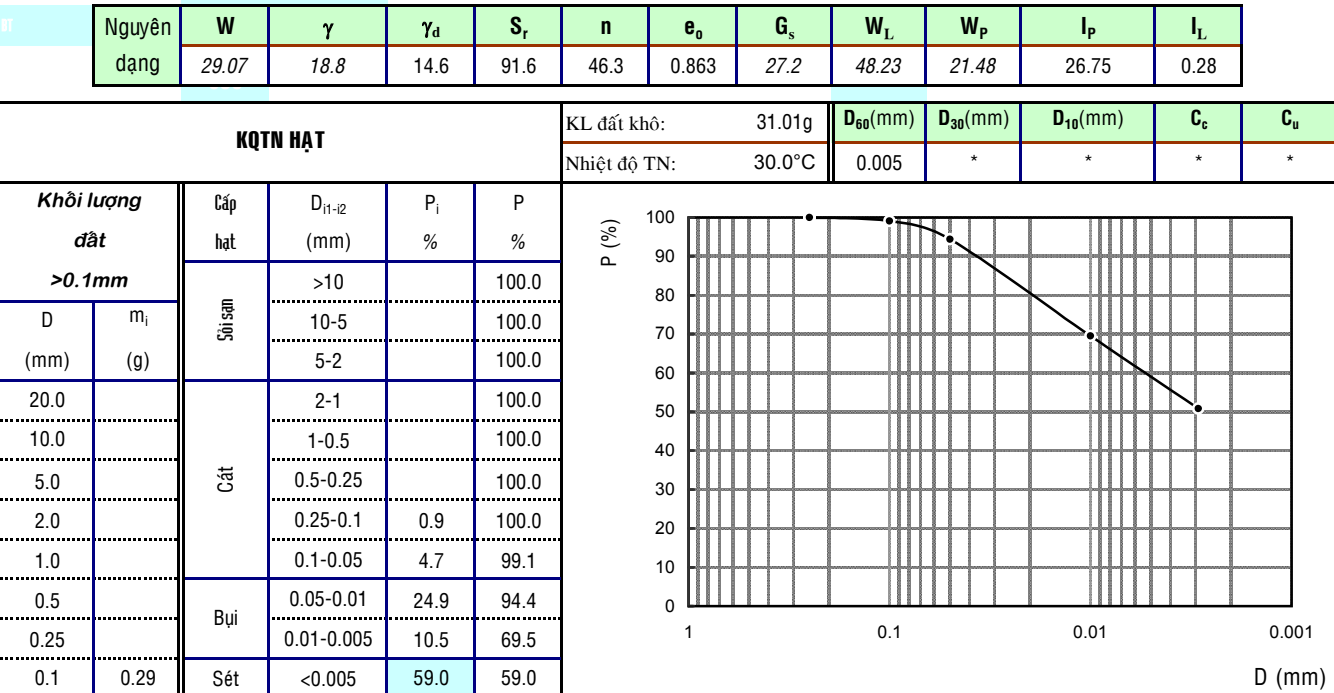 Nguyên dạng W γ γd Sr n eo Gs WL WP IP IL
29.07 18.8 14.6 91.6 46.3 0.863 27.2 48.23 21.48 26.75 0.28
KQTN HẠT
KL đất khô: 31.01g
D60(mm) D30(mm) D10(mm) Cc Cu
Nhiệt độ TN: 30.0°C
0.005 * * * *
Khối lượng
đất
>0.1mm
D mi
(mm) (g)
20.0
10.0
5.0
2.0
1.0
0.5
0.25
0.1 0.29
Cấp Di1-i2 Pi P
hạt (mm) % %
Sỏi sạn
>10 100.0
10-5 100.0
5-2 100.0
Cát
2-1 100.0
1-0.5 100.0
0.5-0.25 100.0
0.25-0.1 0.9 100.0
0.1-0.05 4.7 99.1
Bụi
0.05-0.01 24.9 94.4
0.01-0.005 10.5 69.5
Sét <0.005 59.0 59.0
P (%)
100
90
80
70
60
50
40
30
20
10
0
1 0.1 0.01 0.001
D (mm)